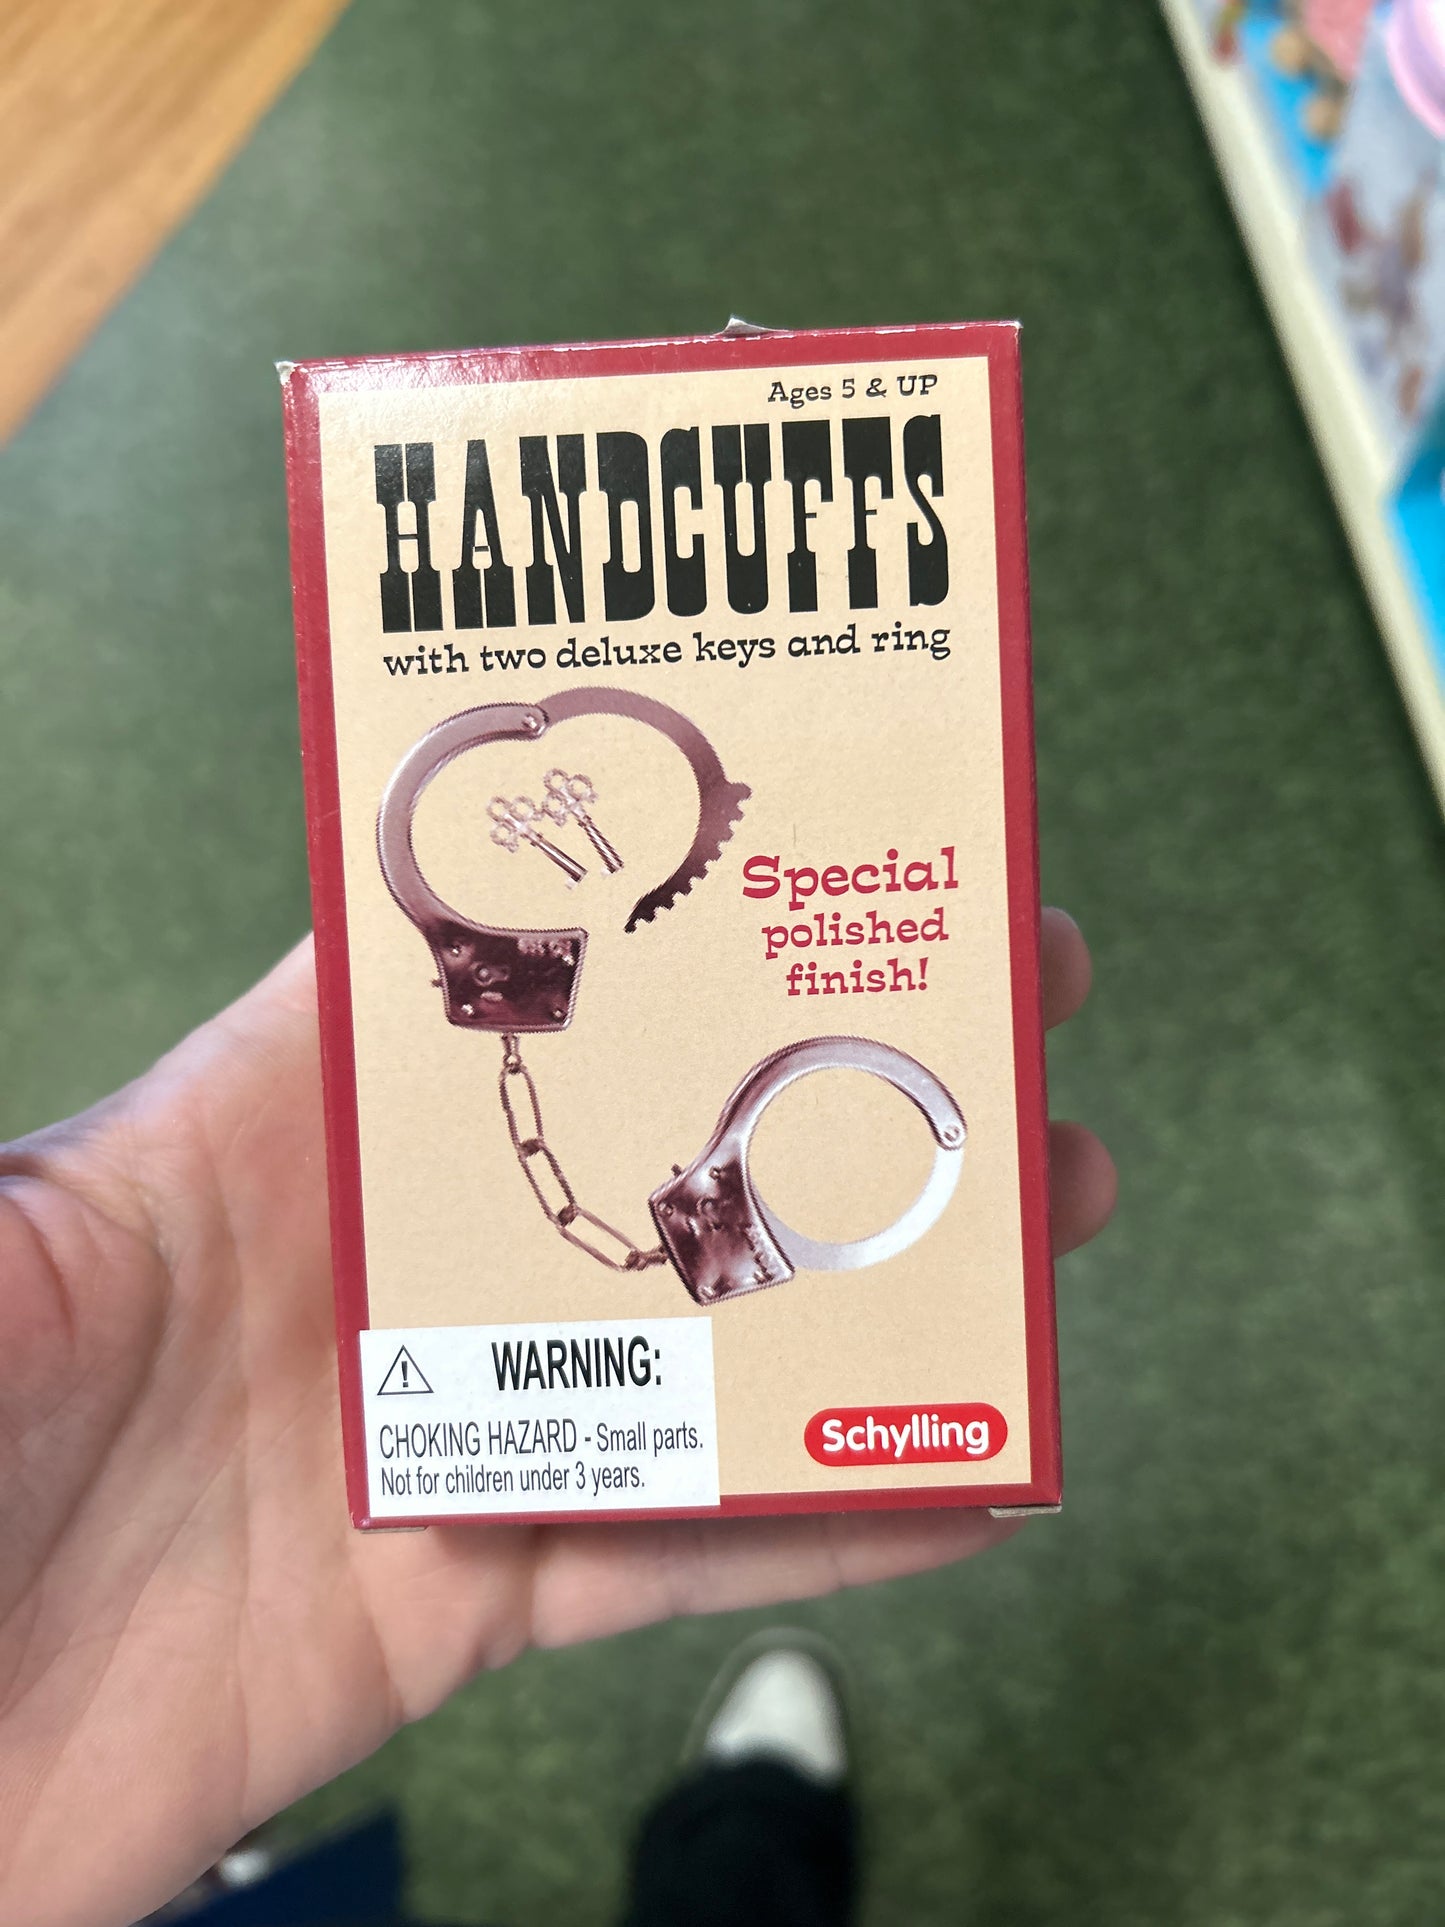 Ages 5 & UP
HANDCUFFS
with two deluxe keys and ring
Special
polished
finish!
WARNING:
CHOKING HAZARD - Small parts.
Not for children under 3 years.
Schylling